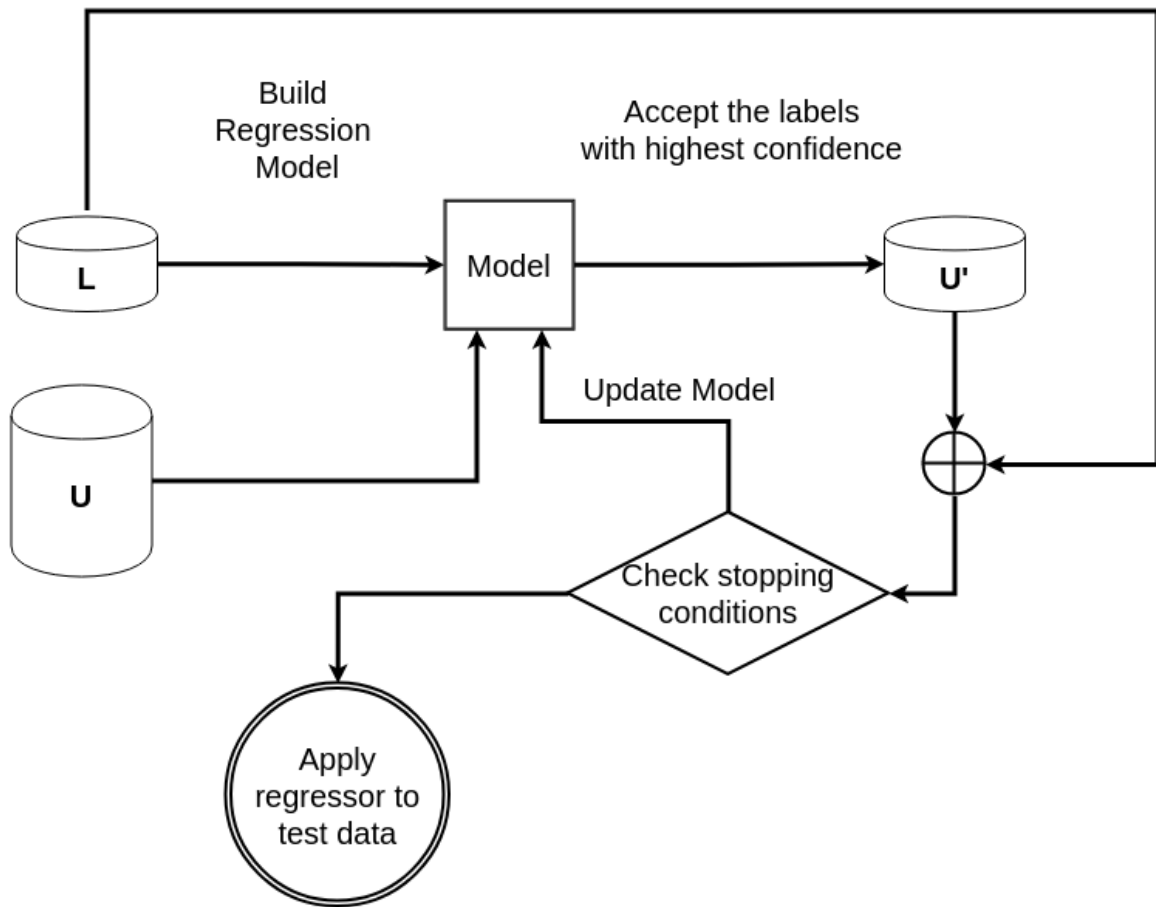 Build
Regression
Model
Accept the labels
with highest confidence
L
Model
U'
Update Model
U
Check stopping
conditions
Apply
regressor to
test data